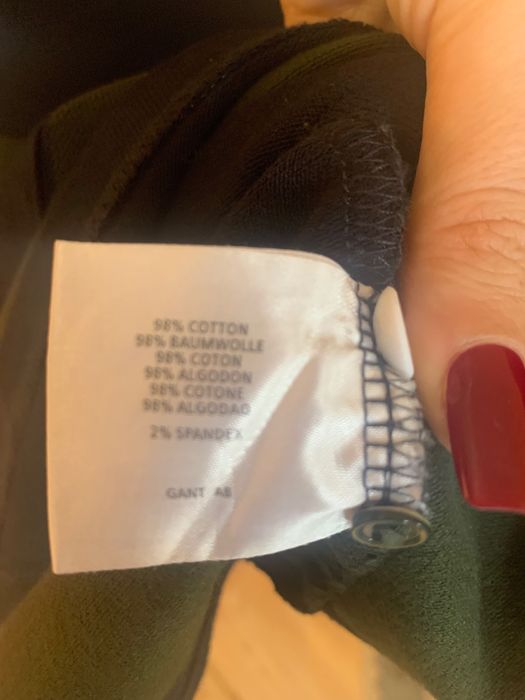 98% COTTON
98% BAUMWOLLE
98% COTON
98% ALGODON
98% COTONE
98% ALGODAO
2% SPANDEX
GANT AB